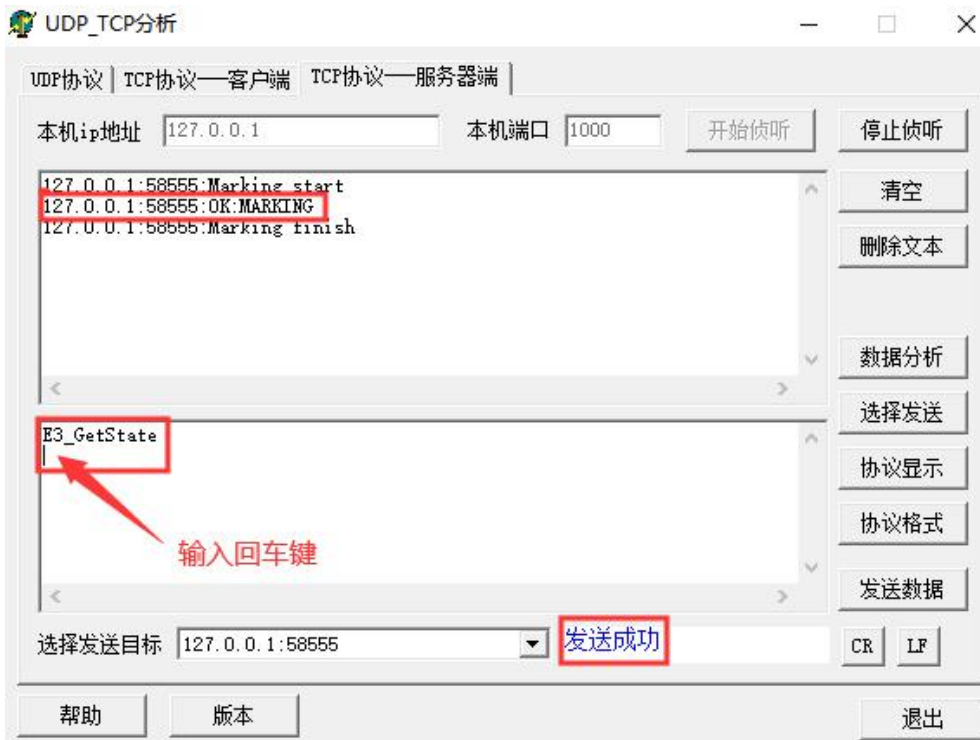 UDP_TCP分析
UDP协议 TCP协议——客户端 TCP协议——服务器端
本机ip地址 127.0.0.1 本机端口 1000 开始侦听 停止侦听
127.0.0.1:58555:Marking start
127.0.0.1:58555:OK:MARKING
127.0.0.1:58555:Marking finish
清空
删除文本
数据分析
选择发送
E3_GetState
输入回车键
协议显示
协议格式
发送数据
选择发送目标 127.0.0.1:58555 发送成功 CR LF
帮助 版本 退出